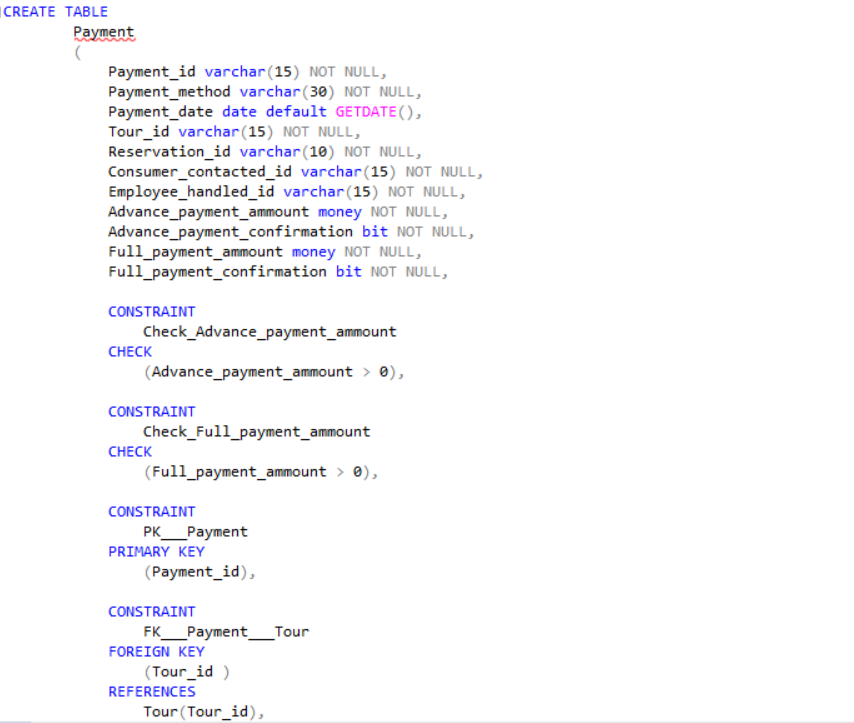 CREATE TABLE
Payment
(
Payment_id varchar(15) NOT NULL,
Payment_method varchar(30) NOT NULL,
Payment_date date default GETDATE(),
Tour_id varchar(15) NOT NULL,
Reservation_id varchar(10) NOT NULL,
Consumer_contacted_id varchar(15) NOT NULL,
Employee_handled_id varchar(15) NOT NULL,
Advance_payment_ammount money NOT NULL,
Advance_payment_confirmation bit NOT NULL,
Full_payment_ammount money NOT NULL,
Full_payment_confirmation bit NOT NULL,
CONSTRAINT
Check_Advance_payment_ammount
CHECK
(Advance_payment_ammount > 0),
CONSTRAINT
Check_Full_payment_ammount
CHECK
(Full_payment_ammount > 0),
CONSTRAINT
PK___Payment
PRIMARY KEY
(Payment_id),
CONSTRAINT
FK___Payment___Tour
FOREIGN KEY
(Tour_id )
REFERENCES
Tour(Tour_id),